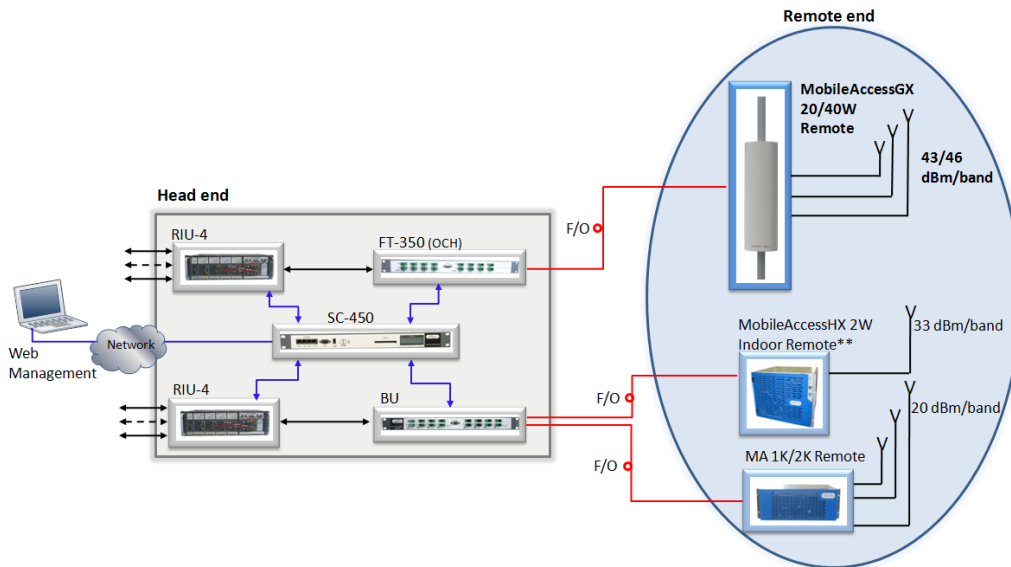 Remote end
MobileAccessGX
20/40W
Remote
43/46
dBm/band
Head end
RIU-4
FT-350 (OCH)
F/O
SC-450
Web
Management
Network
MobileAccessHX 2W
Indoor Remote**
33 dBm/band
RIU-4
BU
F/O
20 dBm/band
F/O
MA 1K/2K Remote